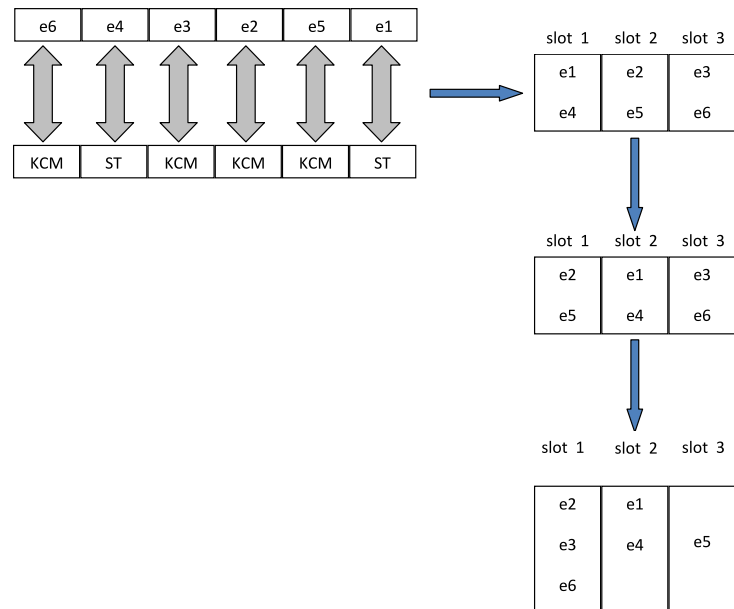 e6 e4 e3 e2 e5 e1
KCM ST KCM KCM KCM ST
slot 1 slot 2 slot 3
e1 e2 e3
e4 e5 e6
slot 1 slot 2 slot 3
e2 e1 e3
e5 e4 e6
slot 1 slot 2 slot 3
e2 e1
e3 e4 e5
e6